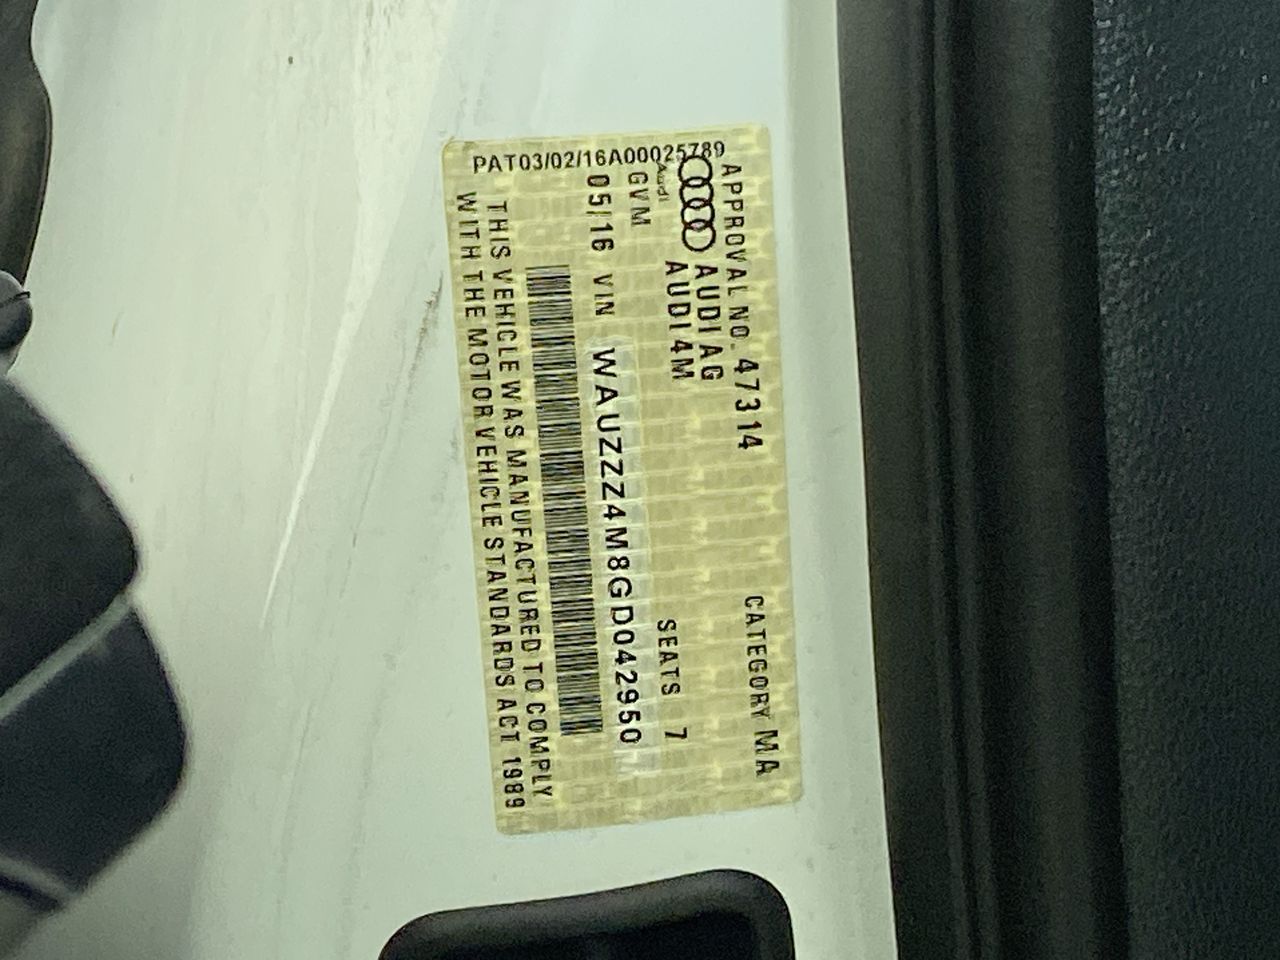 PAT03/02/16A00025789
APPROVAL NO. 47314 CATEGORY MA
AUDI AG
Audi AUDI 4M
GVM SEATS 7
05/16 VIN WAUZZZ4M8GD042950
THIS VEHICLE WAS MANUFACTURED TO COMPLY
WITH THE MOTOR VEHICLE STANDARDS ACT 1989